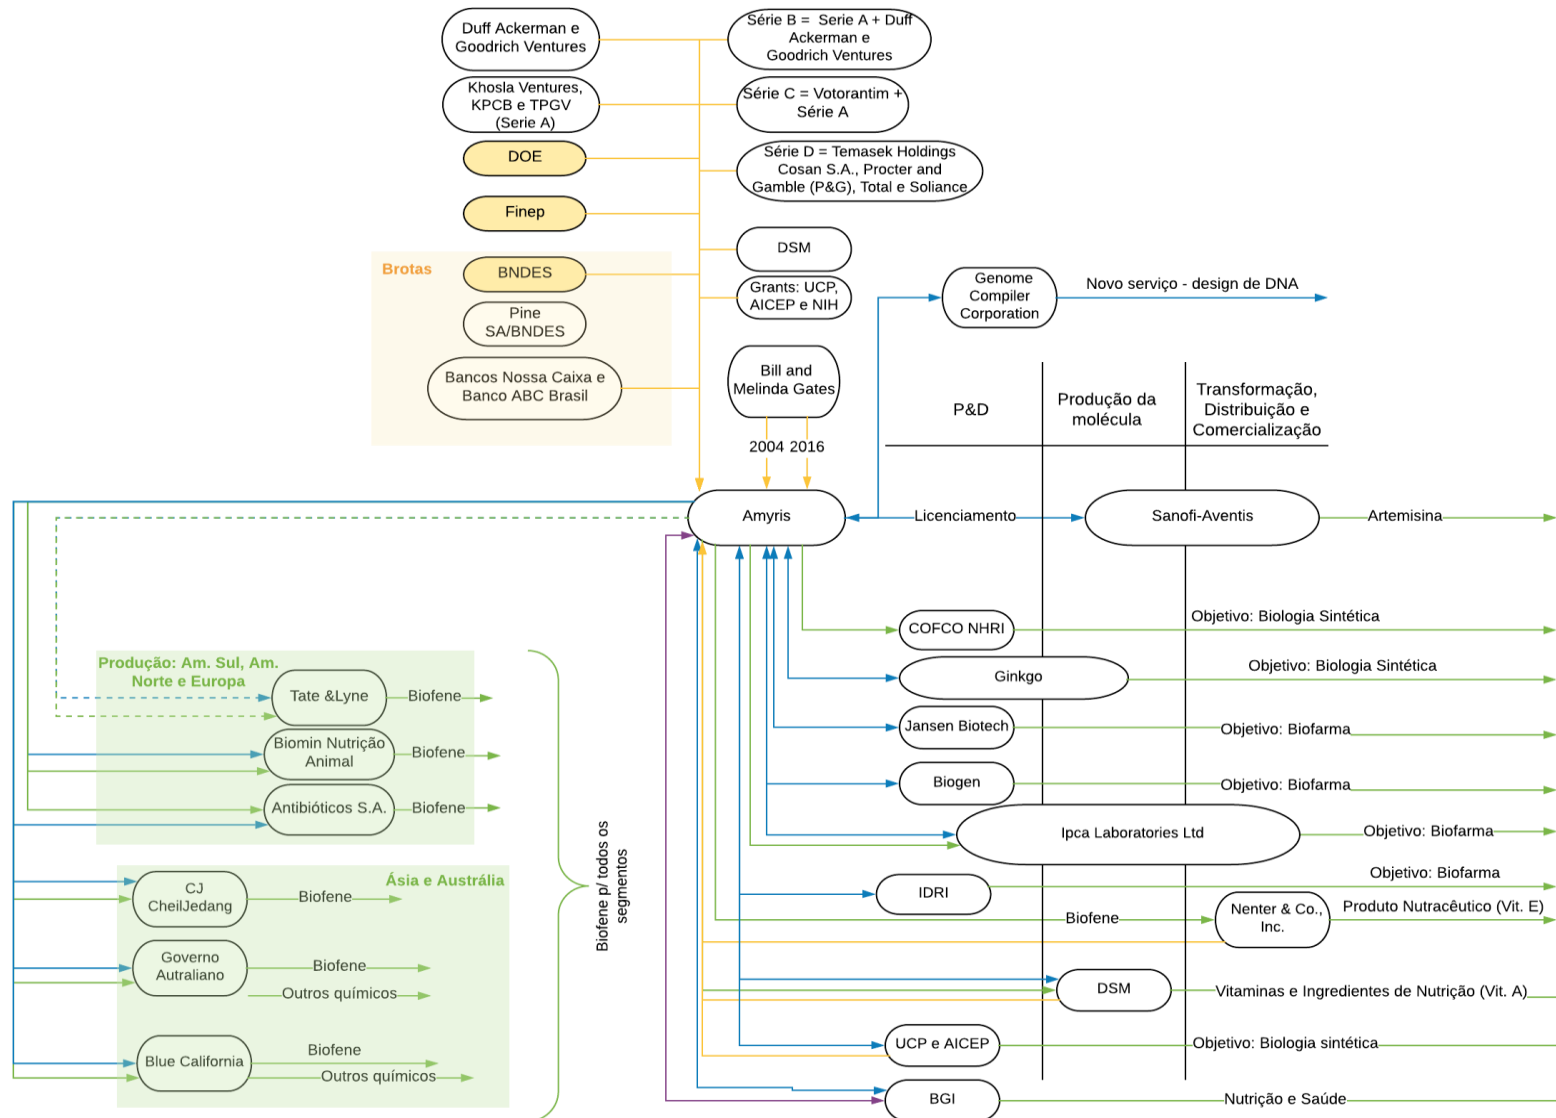 Duff Ackerman e
Goodrich Ventures
Série B =  Serie A + Duff
Ackerman e
Goodrich Ventures
Khosla Ventures,
KPCB e TPGV
(Serie A)
Série C = Votorantim +
Série A
DOE
Série D = Temasek Holdings
Cosan S.A., Procter and
Gamble (P&G), Total e Soliance
Finep
DSM
Brotas
BNDES
Grants: UCP,
AICEP e NIH
Pine
SA/BNDES
Bancos Nossa Caixa e
Banco ABC Brasil
Bill and
Melinda Gates
2004
2016
Genome
Compiler
Corporation
Novo serviço - design de DNA
P&D
Produção da
molécula
Transformação,
Distribuição e
Comercialização
Amyris
Licenciamento
Sanofi-Aventis
Artemisina
COFCO NHRI
Objetivo: Biologia Sintética
Ginkgo
Objetivo: Biologia Sintética
Jansen Biotech
Objetivo: Biofarma
Biogen
Objetivo: Biofarma
Ipca Laboratories Ltd
Objetivo: Biofarma
IDRI
Objetivo: Biofarma
Biofene
Nenter & Co.,
Inc.
Produto Nutracêutico (Vit. E)
DSM
Vitaminas e Ingredientes de Nutrição (Vit. A)
UCP e AICEP
Objetivo: Biologia sintética
BGI
Nutrição e Saúde
Produção: Am. Sul, Am.
Norte e Europa
Tate &Lyne
Biofene
Biomin Nutrição
Animal
Biofene
Antibióticos S.A.
Biofene
Ásia e Austrália
CJ
CheilJedang
Biofene
Governo
Autraliano
Biofene
Outros químicos
Blue California
Biofene
Outros químicos
Biofene p/ todos os
segmentos